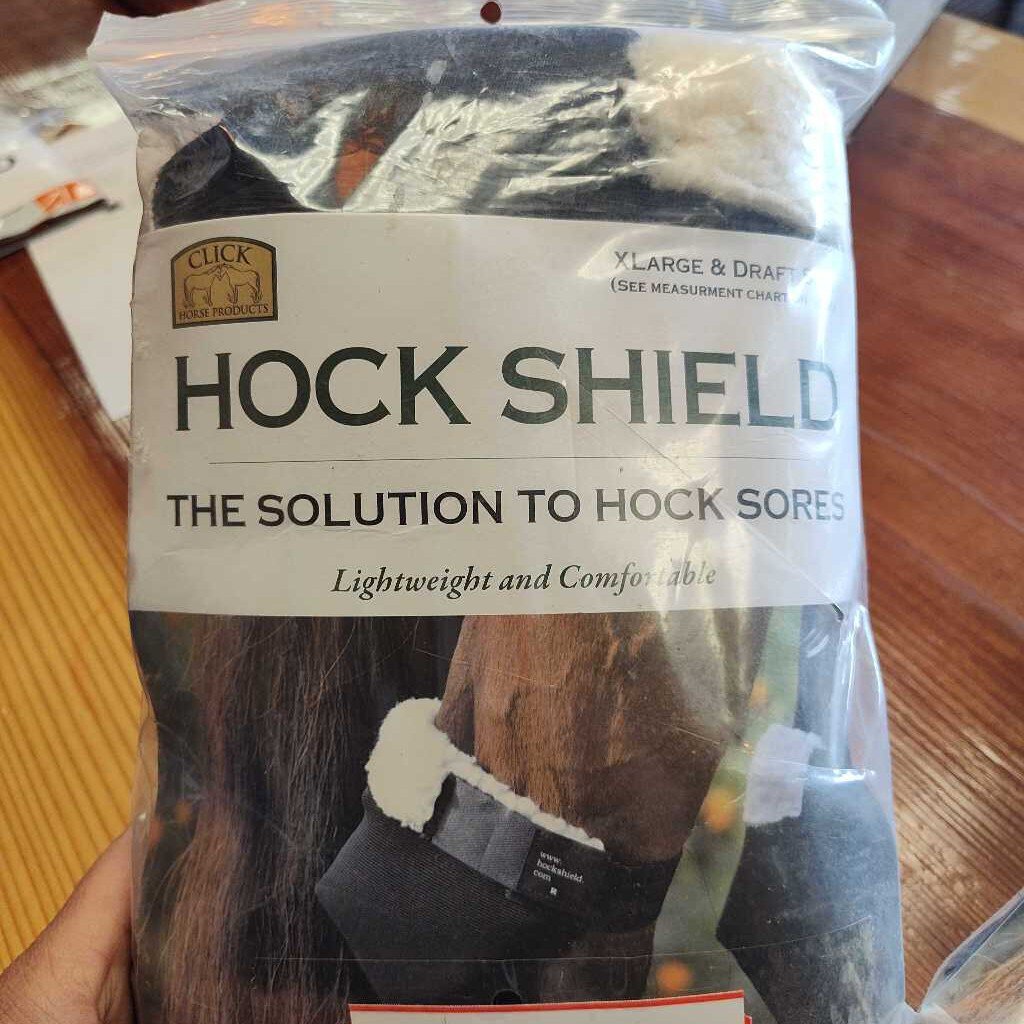 CLICK
HORSE PRODUCTS
XLARGE & DRAFT
(SEE MEASURMENT CHART
HOCK SHIELD
THE SOLUTION TO HOCK SORES
Lightweight and Comfortable
www.
hockshield.
com